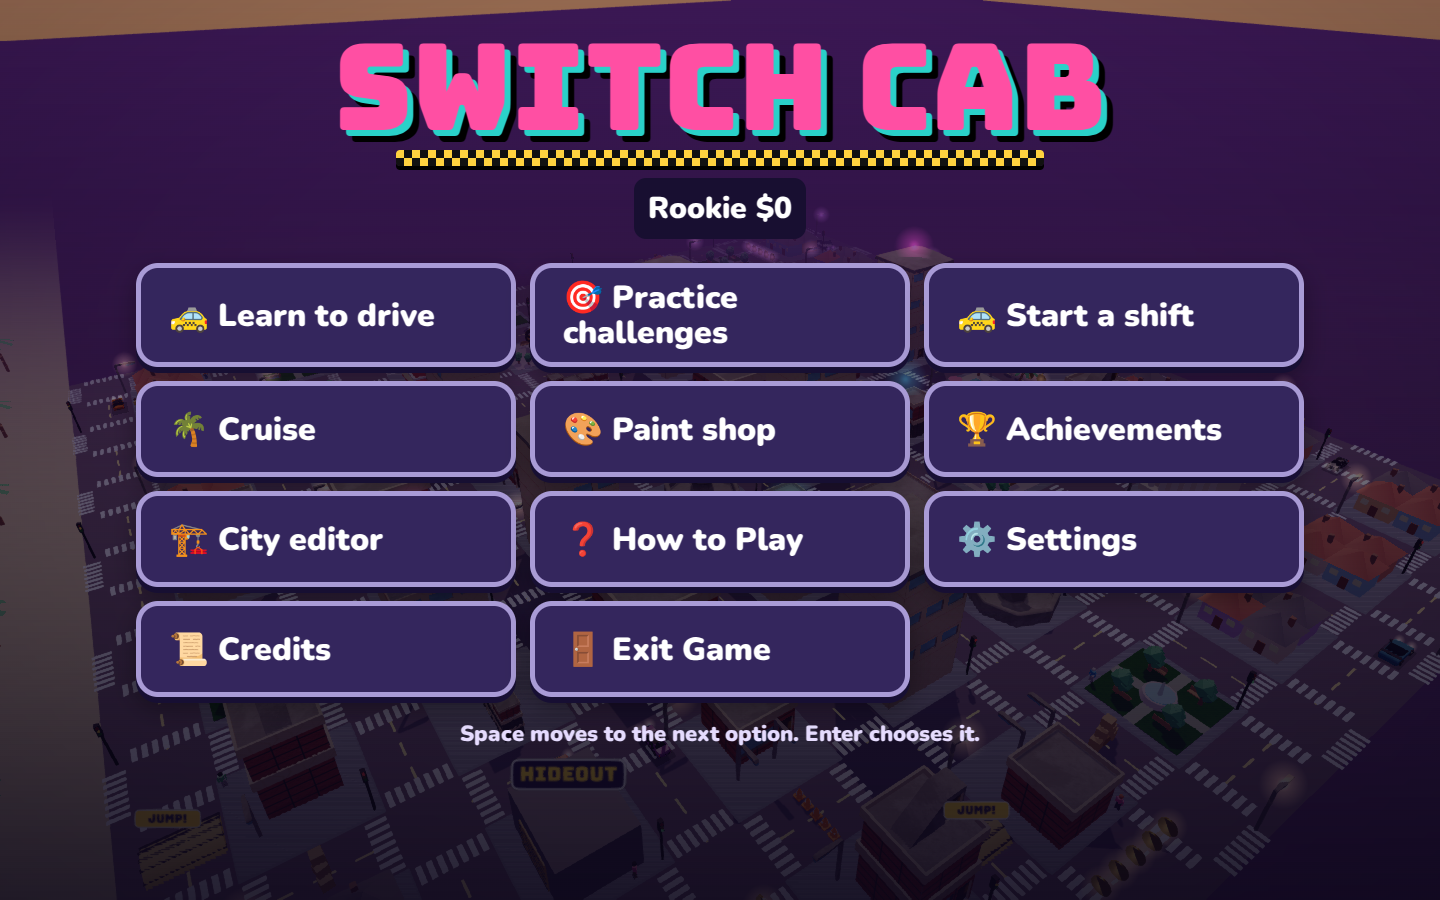 SWITCH CAB
Rookie $0
Learn to drive
Practice
challenges
Start a shift
Cruise
Paint shop
Achievements
City editor
How to Play
Settings
Credits
Exit Game
Space moves to the next option. Enter chooses it.
HIDEOUT
JUMP!
JUMP!